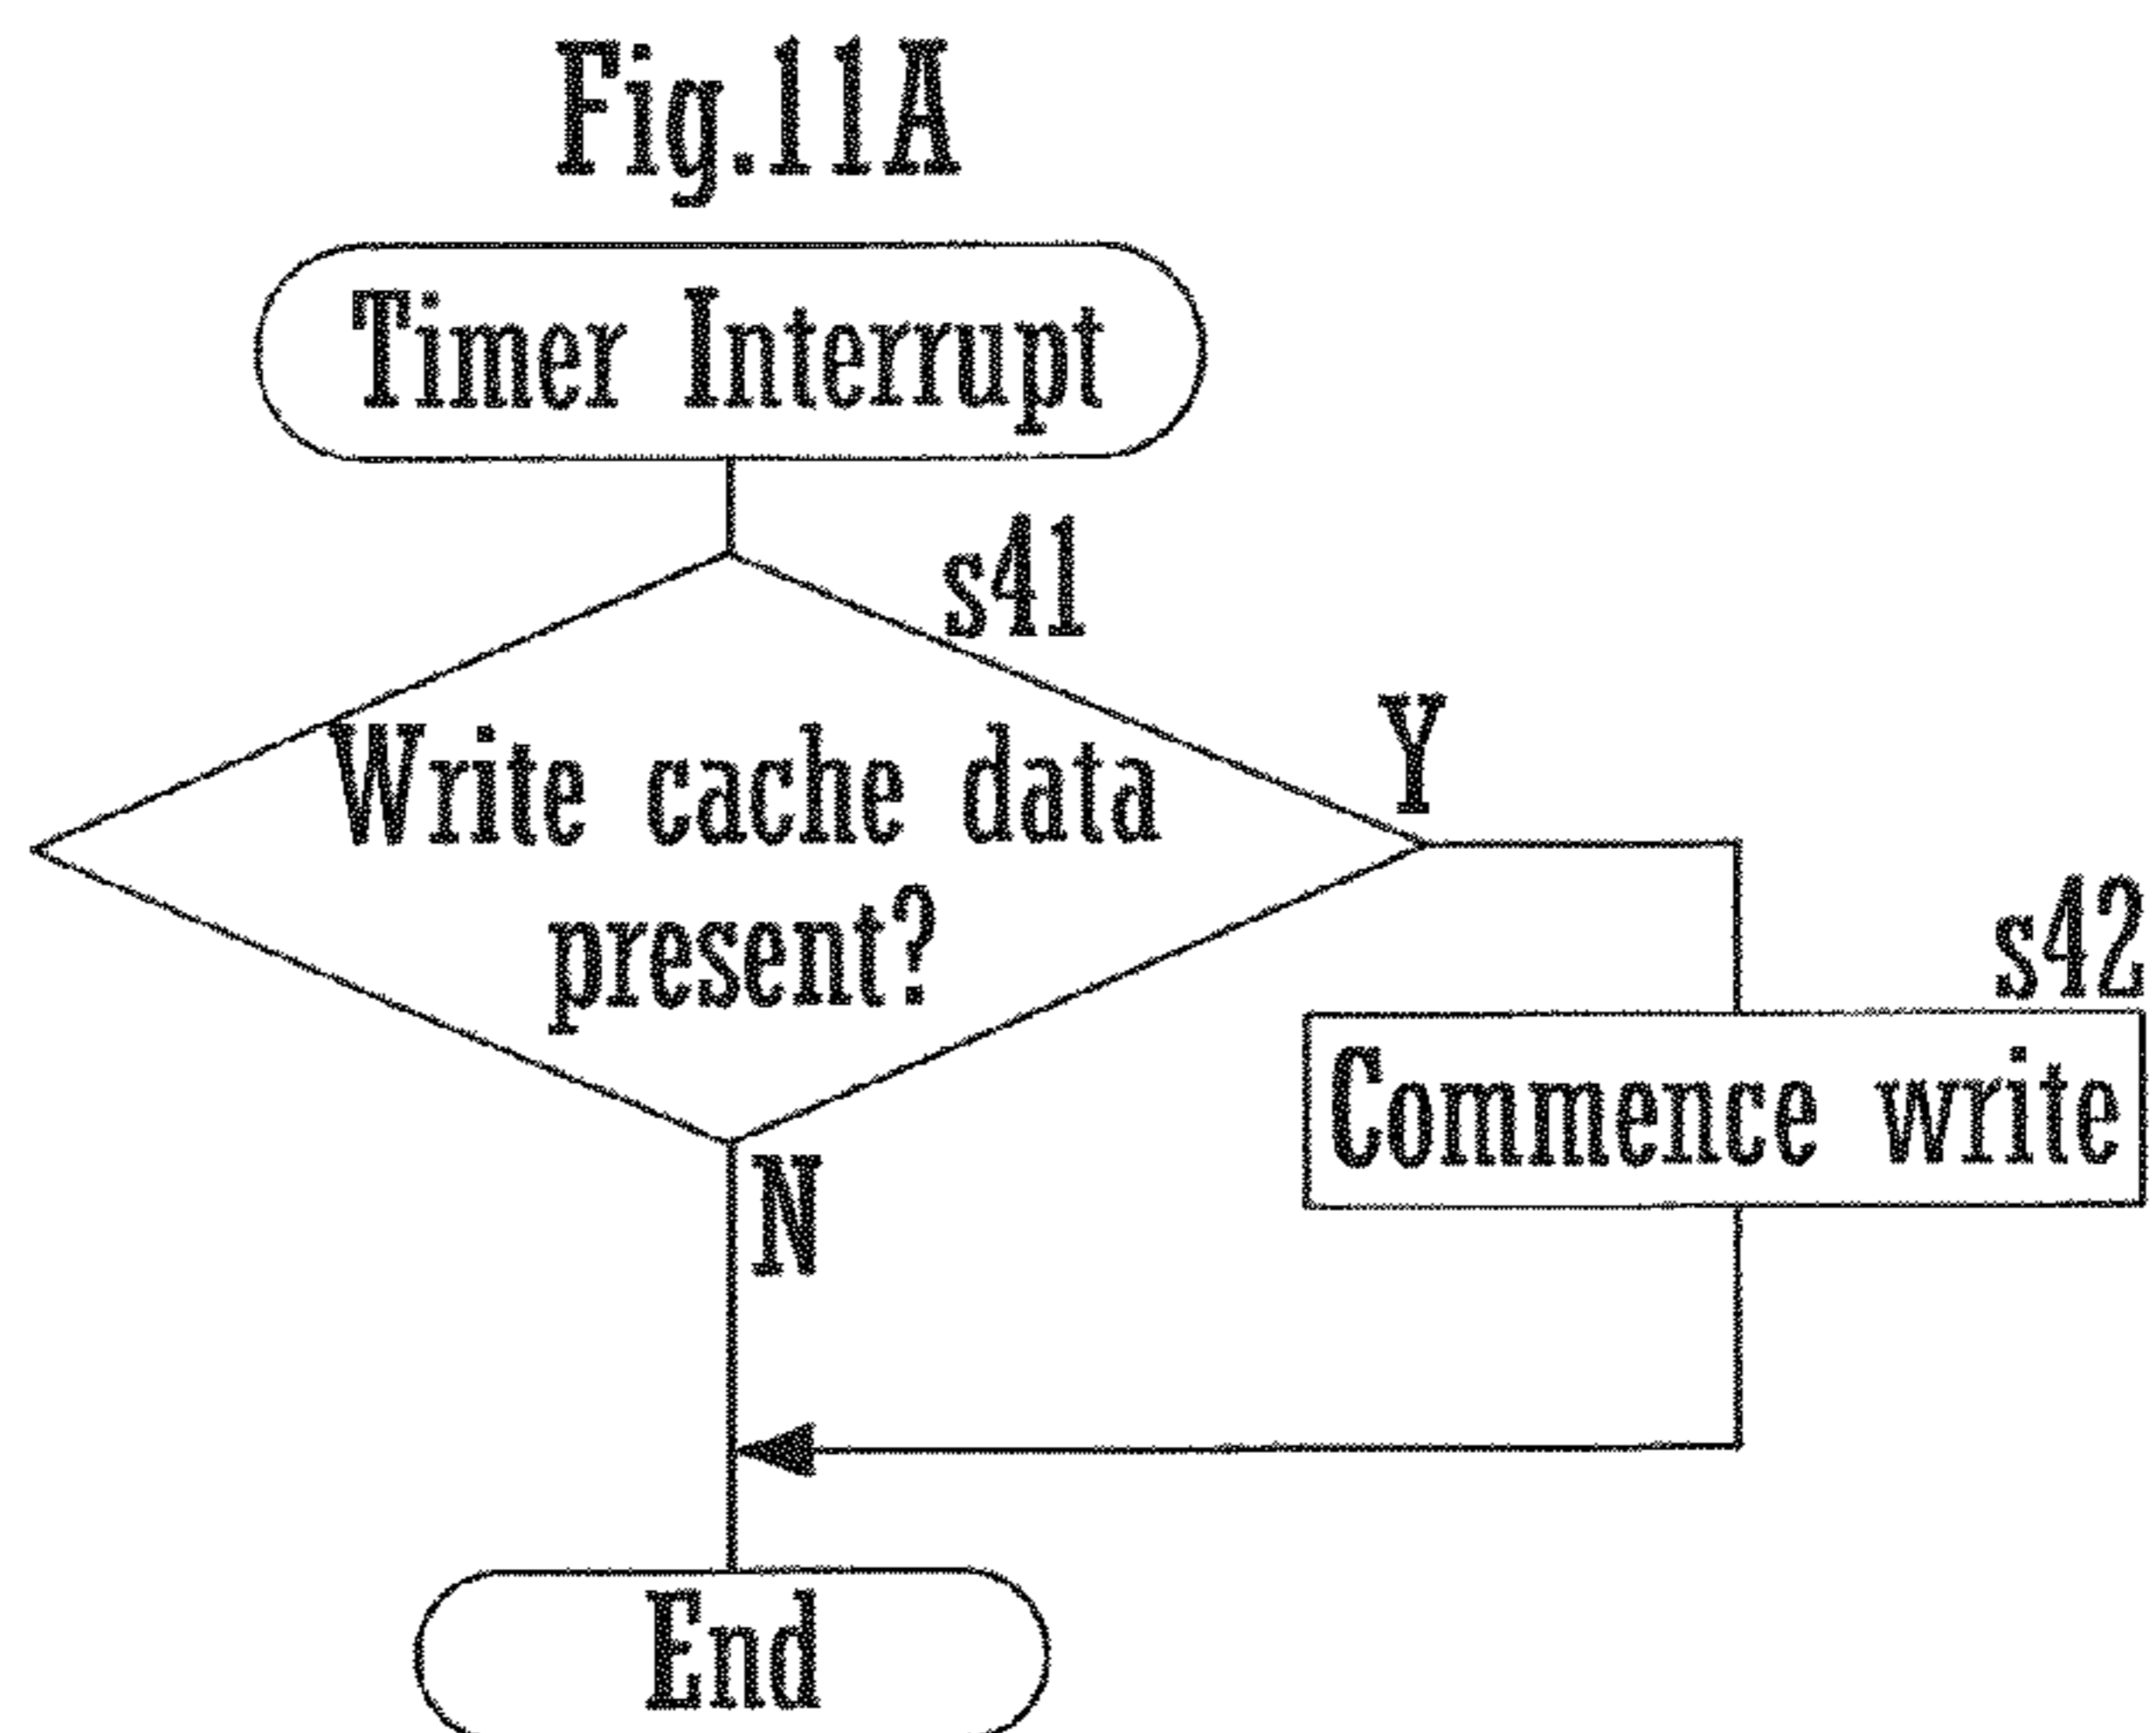 Fig.11A
Timer Interrupt
s41
Write cache data
present?
Y
s42
Commence write
N
End